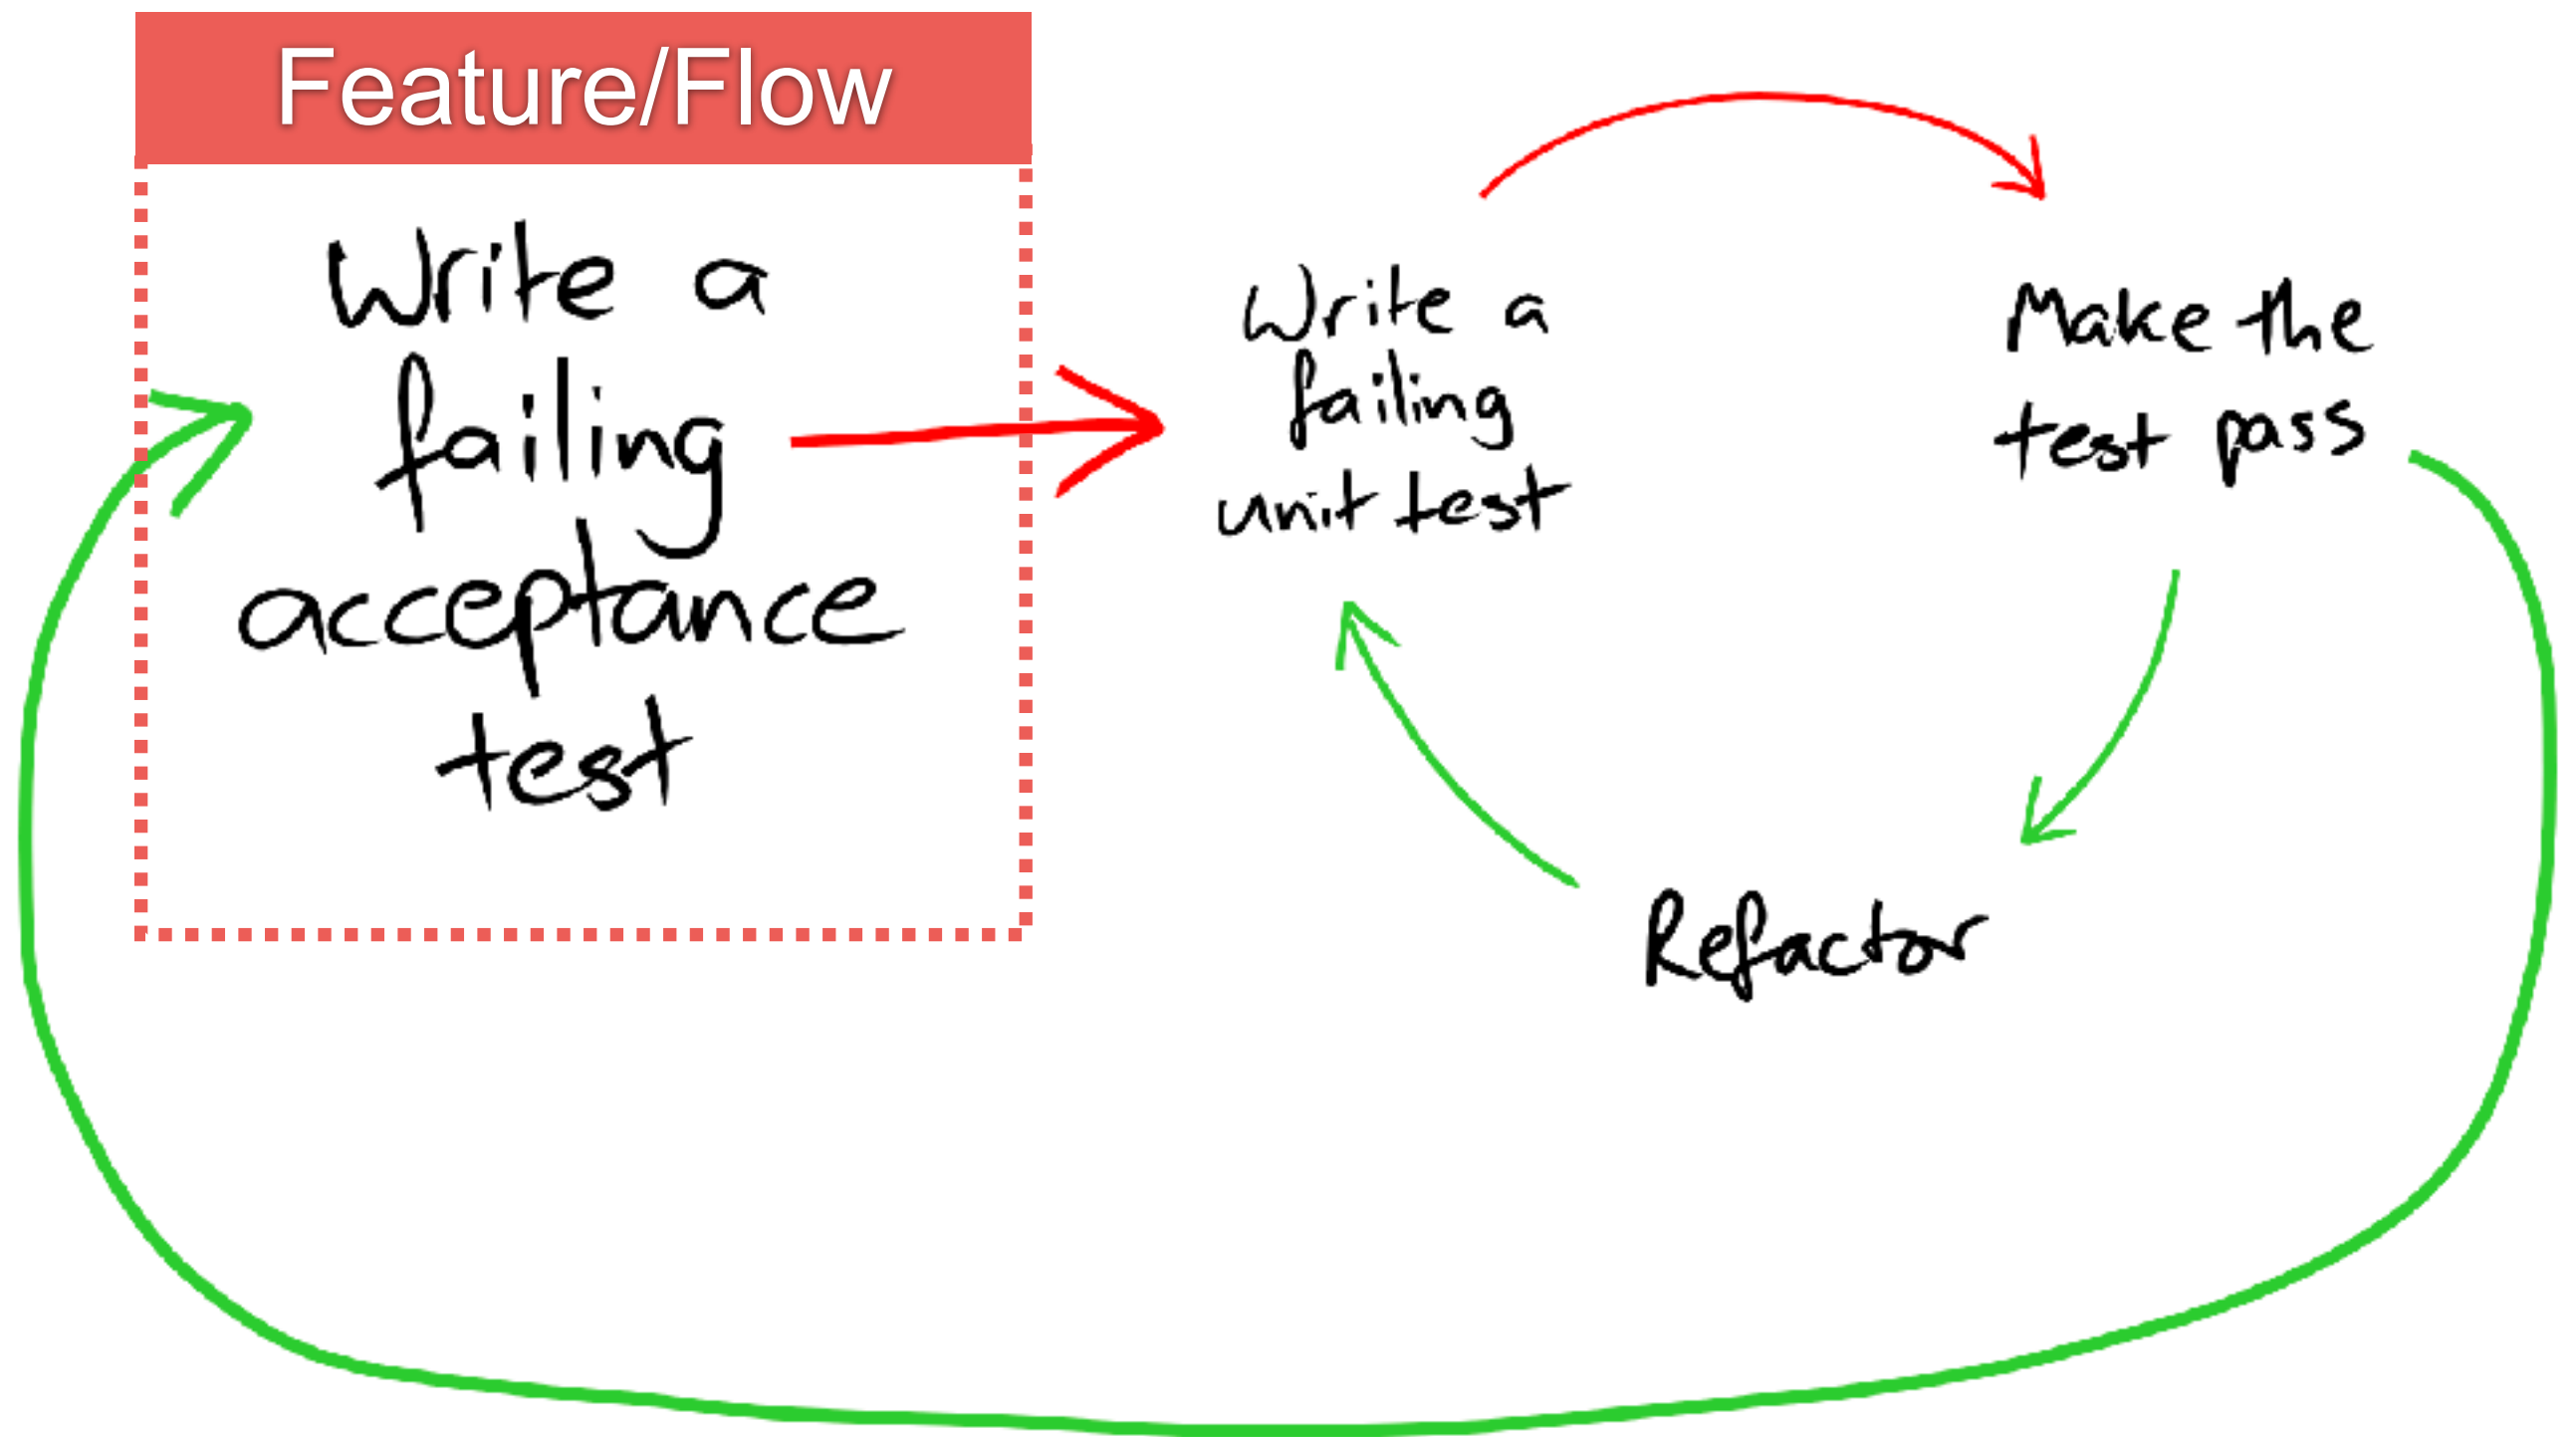 Feature/Flow
Write a
failing
acceptance
test
Write a
failing
unit test
Make the
test pass
Refactor